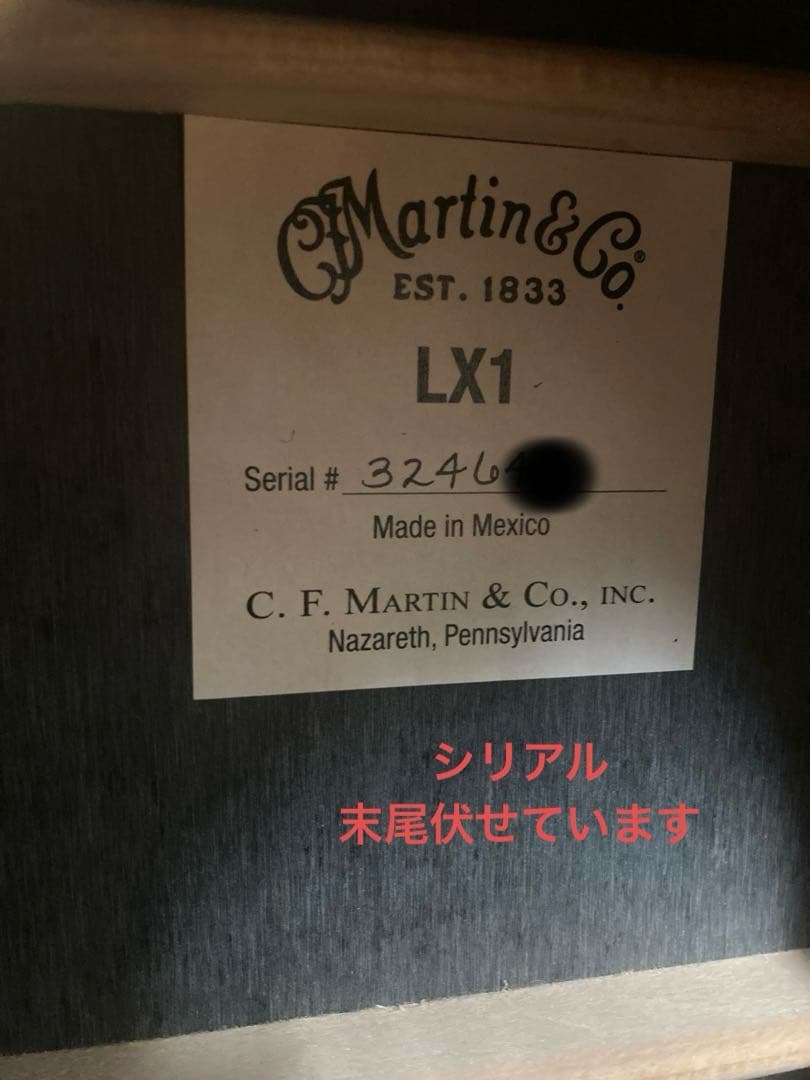 CFMartin & Co.®
EST. 1833
LX1
Serial # 3246
Made in Mexico
C. F. MARTIN & CO., INC.
Nazareth, Pennsylvania
シリアル
末尾伏せています